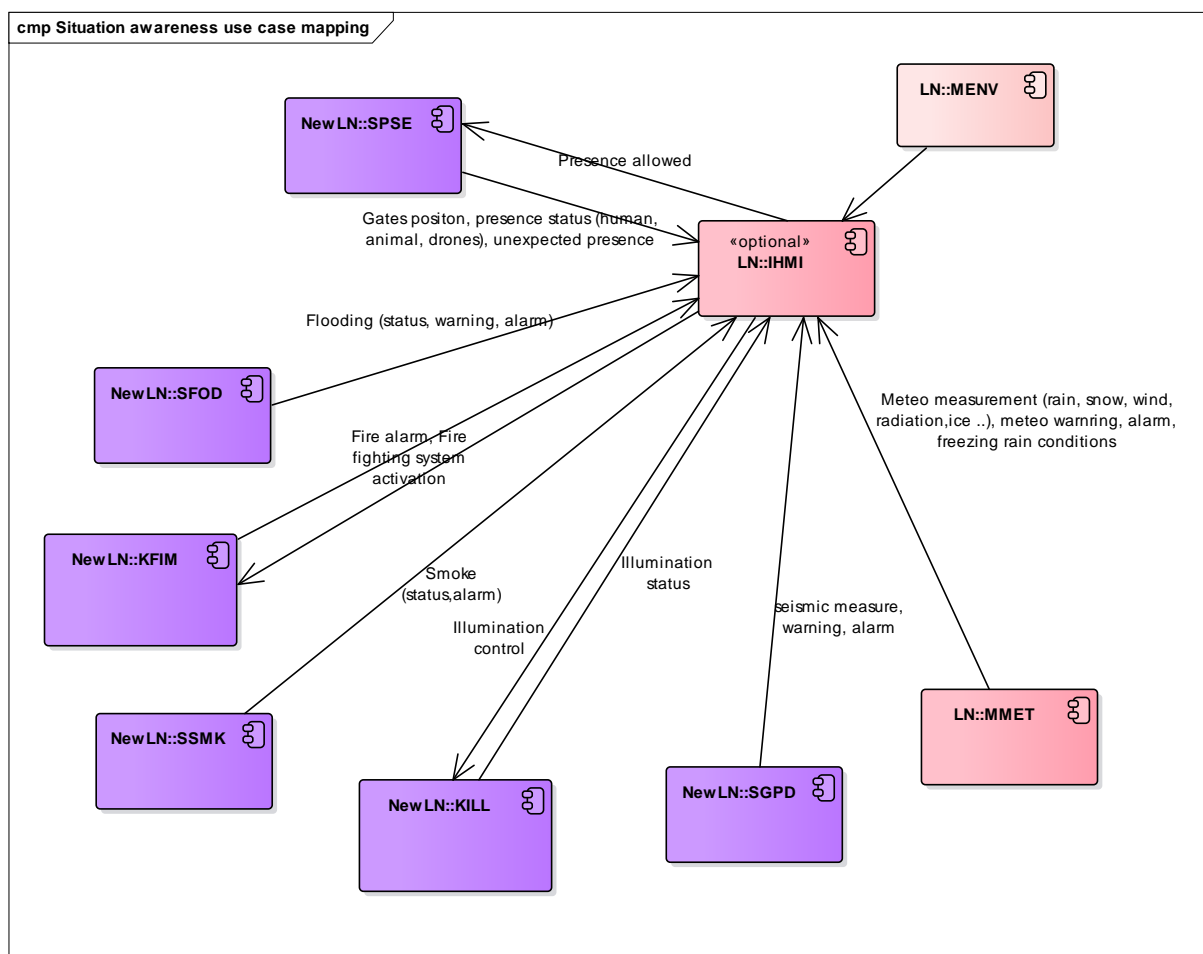 cmp Situation awareness use case mapping
LN::MENV
NewLN::SPSE
Presence allowed
Gates positon, presence status (human,
animal, drones), unexpected presence
«optional»
LN::IHMI
Flooding (status, warning, alarm)
NewLN::SFOD
Meteo measurement (rain, snow, wind,
radiation,ice ..), meteo warnring, alarm,
freezing rain conditions
Fire alarm, Fire
fighting system
activation
NewLN::KFIM
Smoke
(status,alarm)
Illumination
status
Illumination
control
seismic measure,
warning, alarm
NewLN::SSMK
LN::MMET
NewLN::KILL
NewLN::SGPD